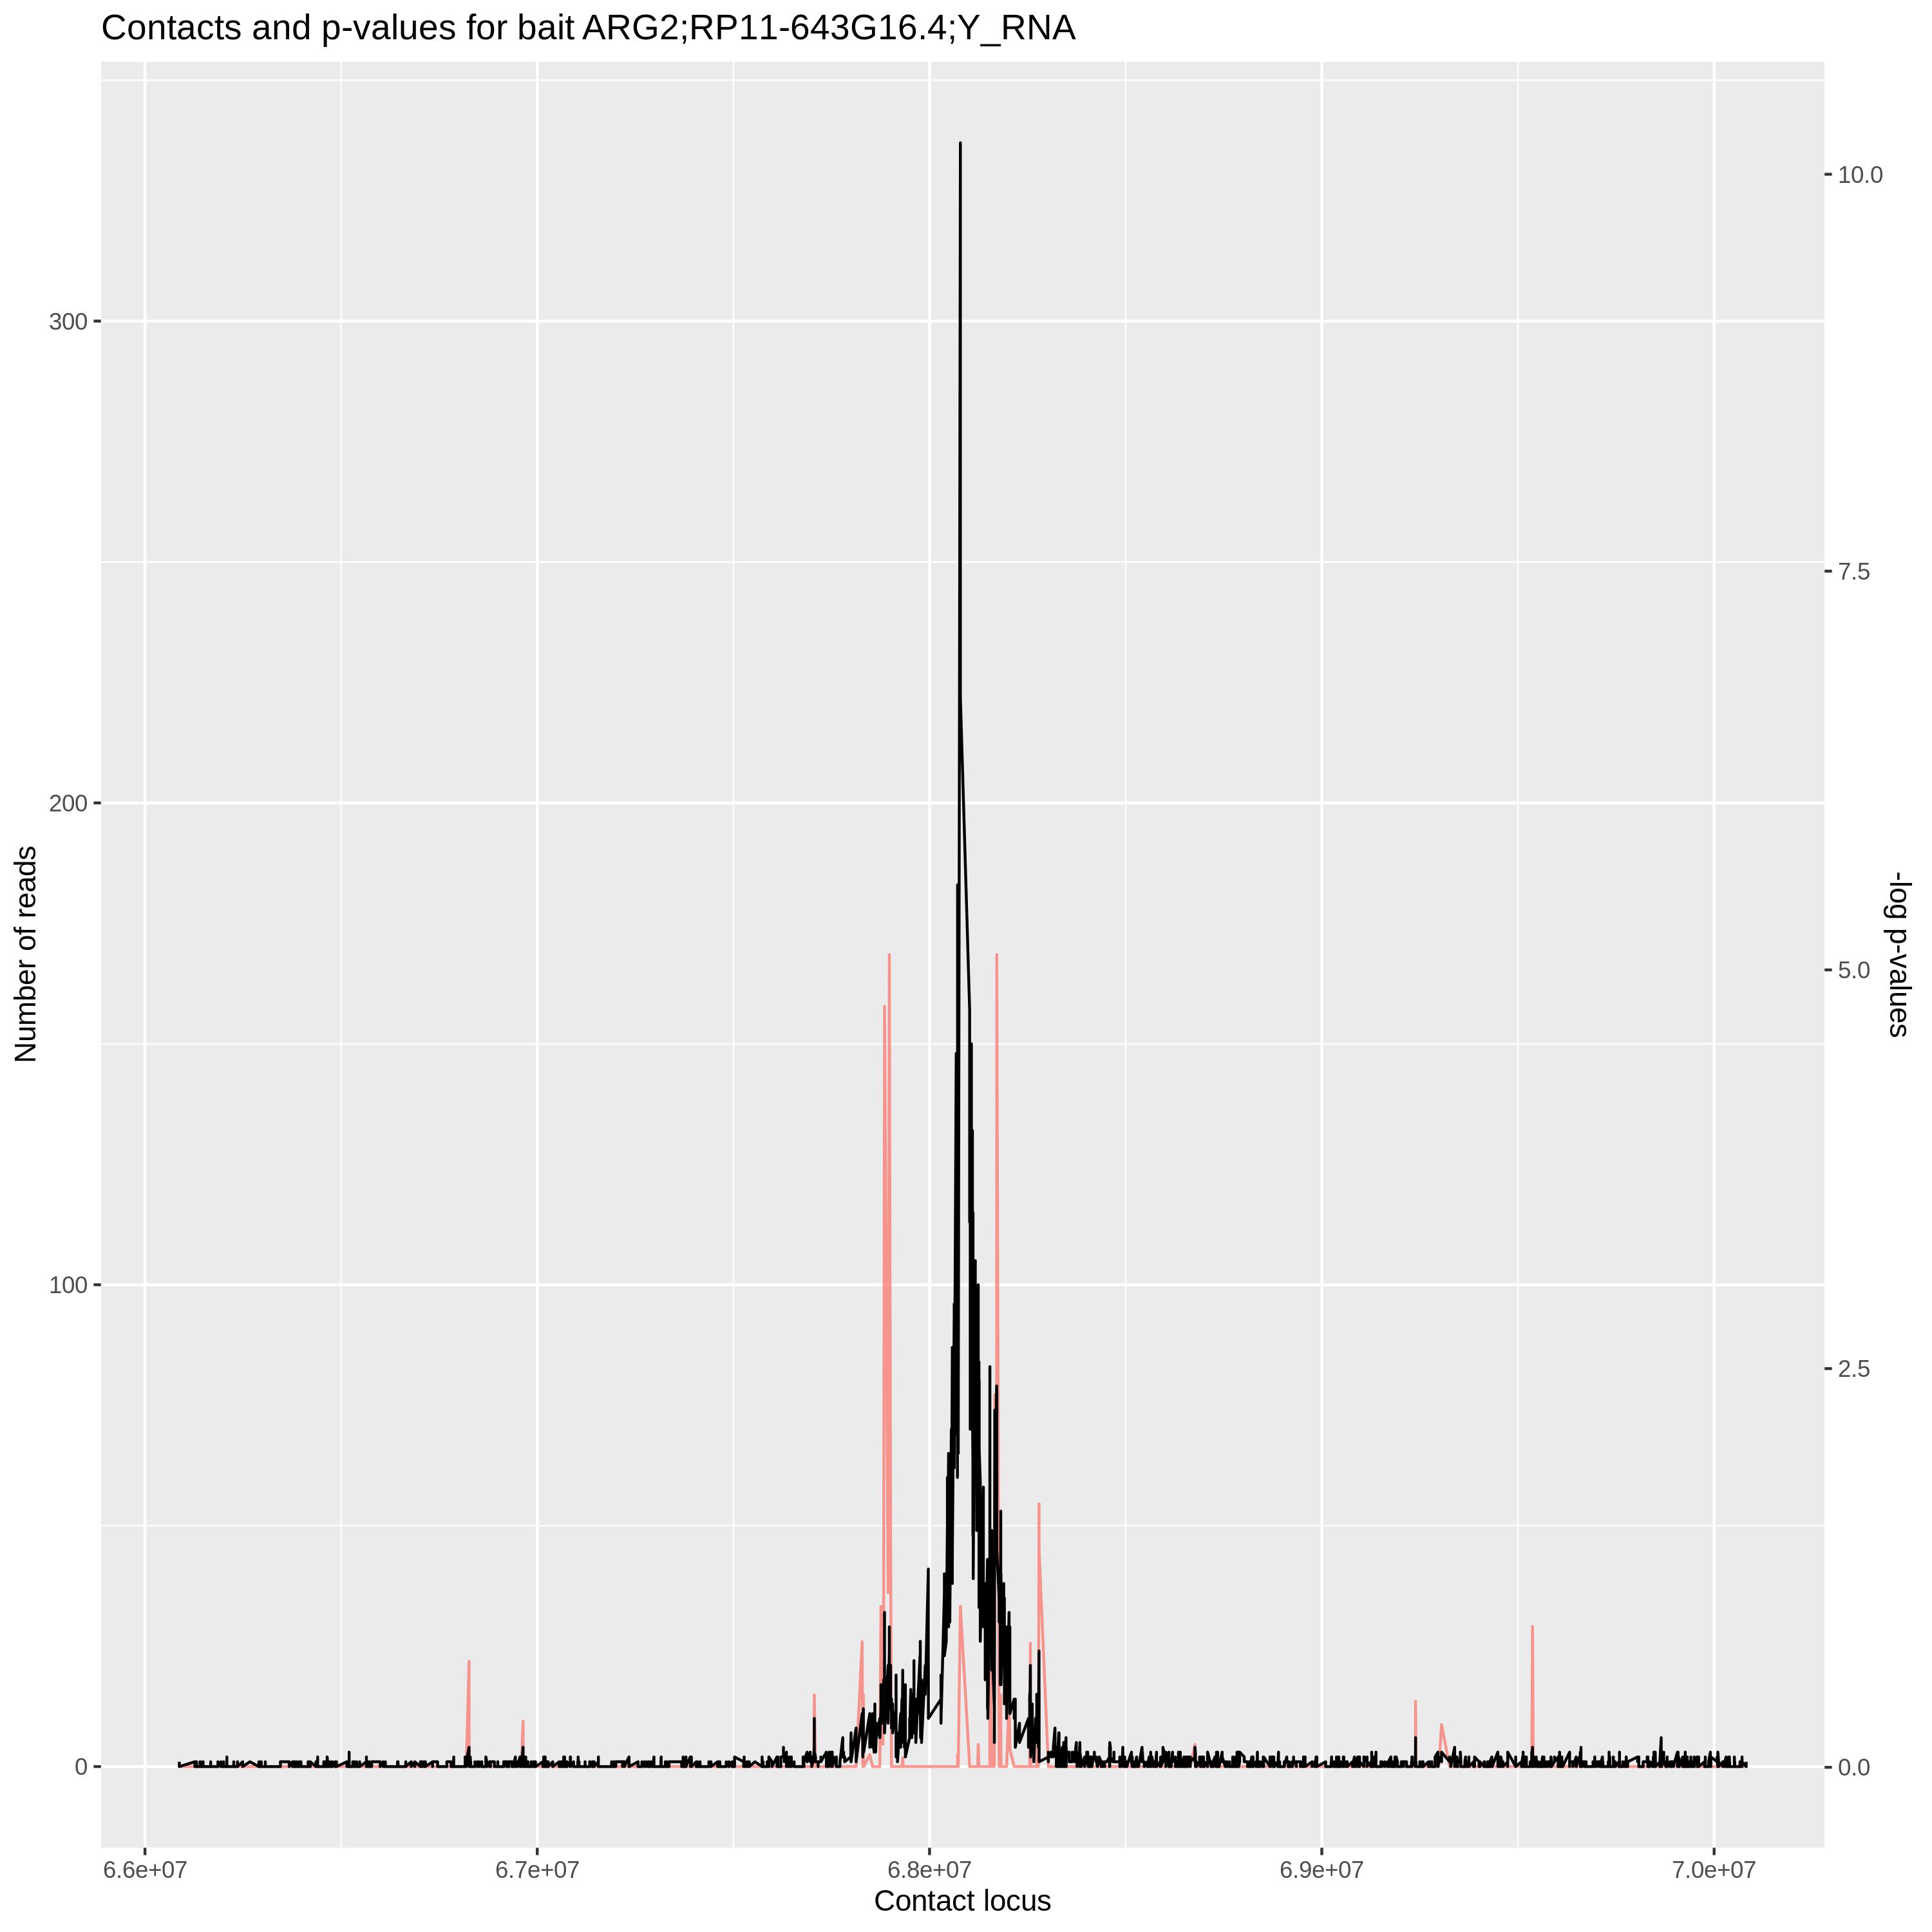 Contacts and p-values for bait ARG2;RP11-643G16.4;Y_RNA
Number of reads
300
200
100
0
10.0
7.5
5.0
2.5
0.0
-log p-values
6.6e+07
6.7e+07
6.8e+07
6.9e+07
7.0e+07
Contact locus